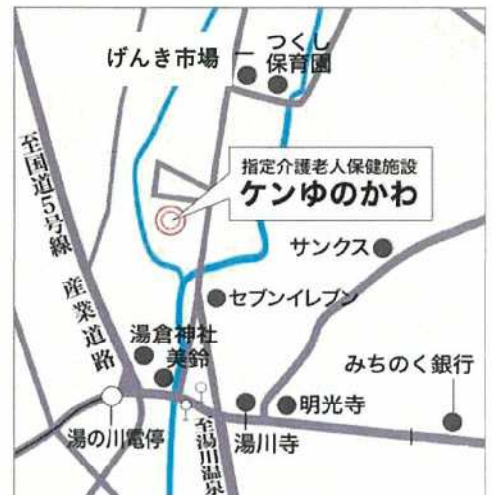 げんき市場
つくし
保育園
至国道5号線
産業道路
指定介護老人保健施設
ケンゆのかわ
サンクス
セブンイレブン
湯倉神社
美鈴
みちのく銀行
湯の川電停
至湯川温泉
湯川寺
明光寺